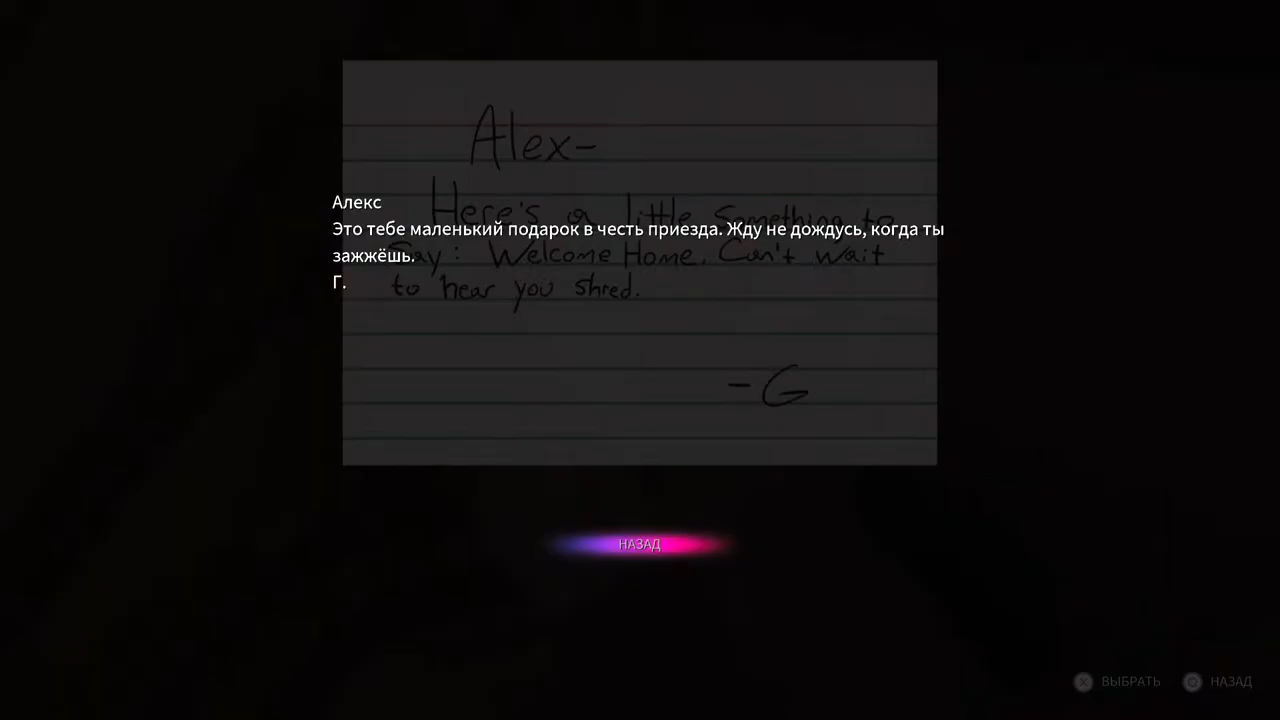 Alex-
Here's a little something to
Say: Welcome Home. Can't wait
to hear you shred.
-G
Алекс
Это тебе маленький подарок в честь приезда. Жду не дождусь, когда ты
зажжёшь.
Г.
НАЗАД
ВЫБРАТЬ
НАЗАД